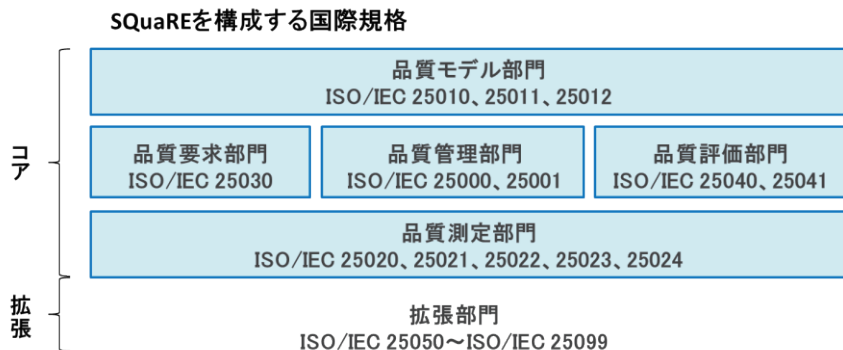 SQuaREを構成する国際規格
コア
品質モデル部門
ISO/IEC 25010、25011、25012
品質要求部門
ISO/IEC 25030
品質管理部門
ISO/IEC 25000、25001
品質評価部門
ISO/IEC 25040、25041
品質測定部門
ISO/IEC 25020、25021、25022、25023、25024
拡張
拡張部門
ISO/IEC 25050～ISO/IEC 25099